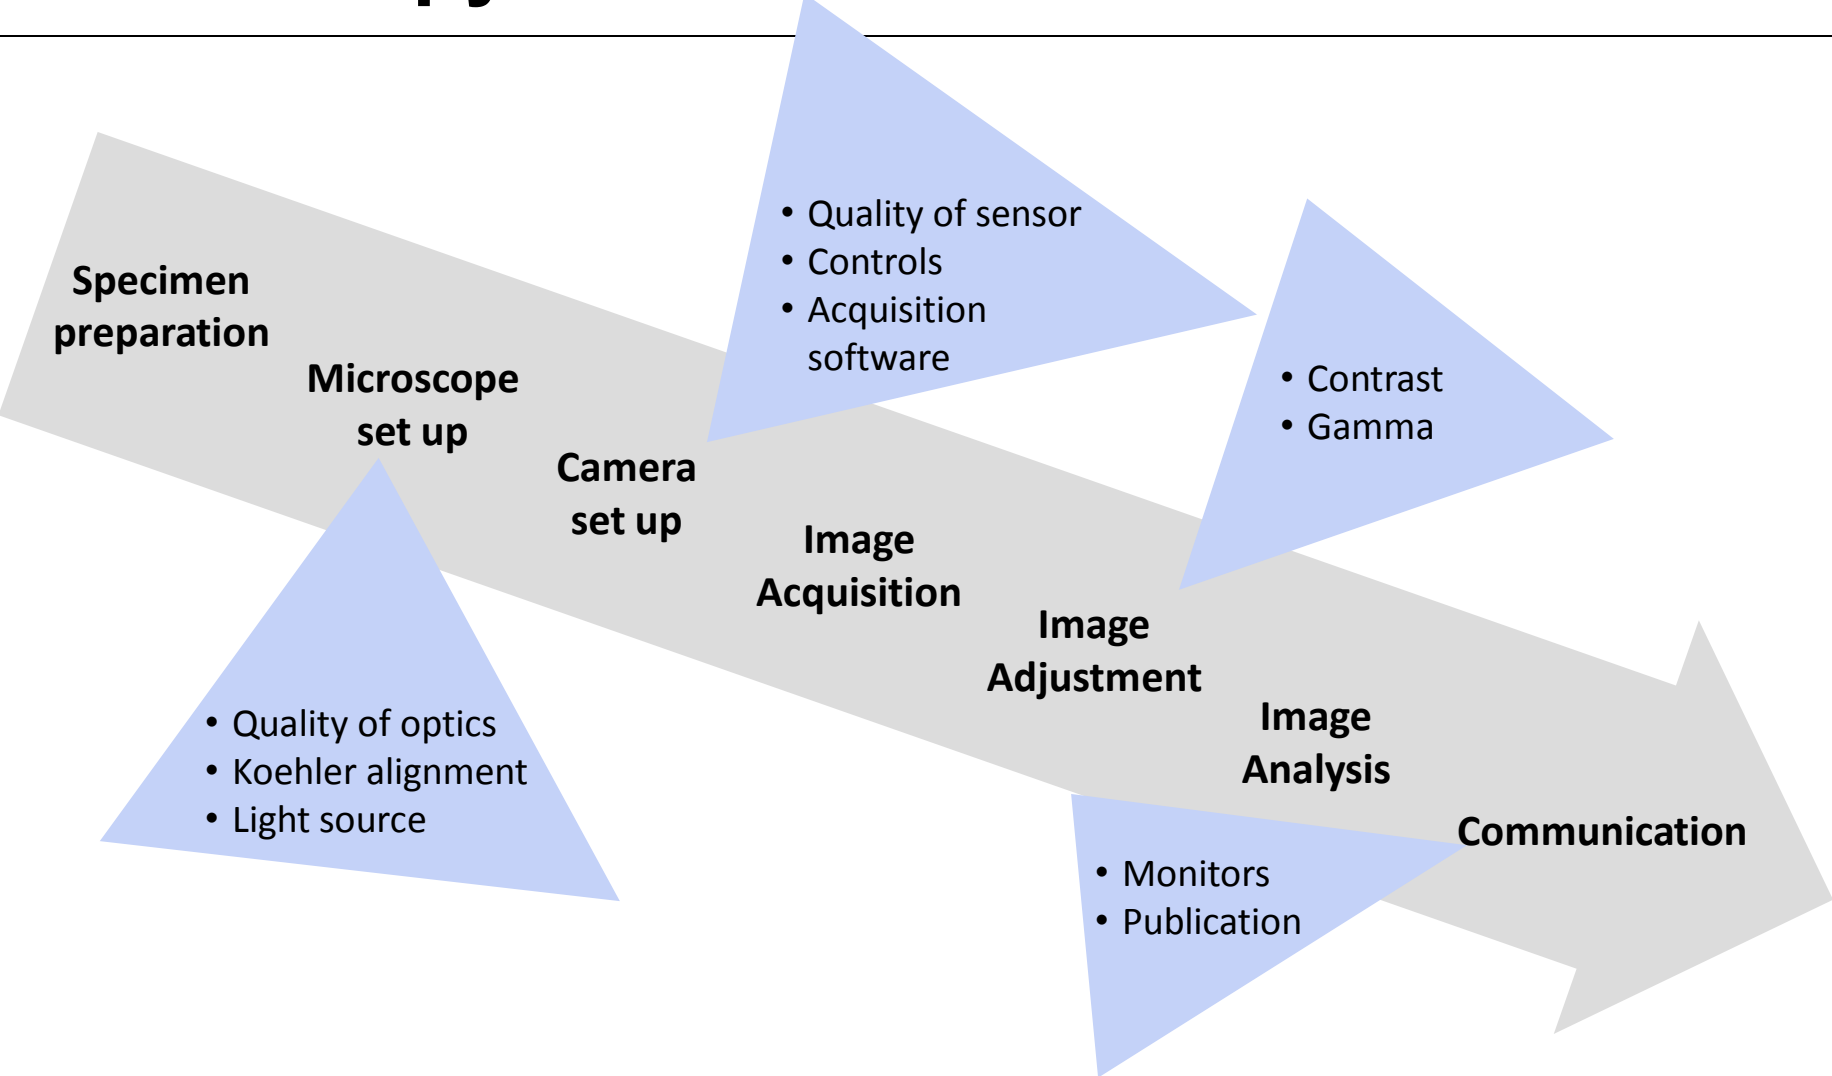 Specimen
preparation
Microscope
set up
Camera
set up
Image
Acquisition
Image
Adjustment
Image
Analysis
Communication
• Quality of sensor
• Controls
• Acquisition
software
• Contrast
• Gamma
• Quality of optics
• Koehler alignment
• Light source
• Monitors
• Publication